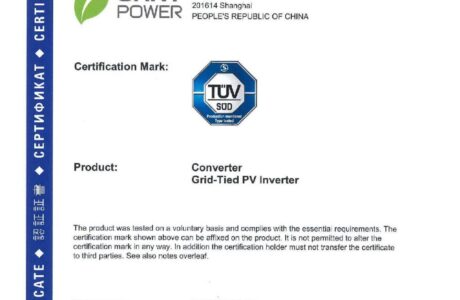 POWER
201614 Shanghai
PEOPLE'S REPUBLIC OF CHINA
Certification Mark:
TÜV
SÜD
Production monitored
Type tested
Product:
Converter
Grid-Tied PV Inverter
The product was tested on a voluntary basis and complies with the essential requirements. The
certification mark shown above can be affixed on the product. It is not permitted to alter the
certification mark in any way. In addition the certification holder must not transfer the certificate
to third parties. See also notes overleaf.
CATE ◆ 認證證書 ◆ СЕРТИФИКАТ ◆ CERTI